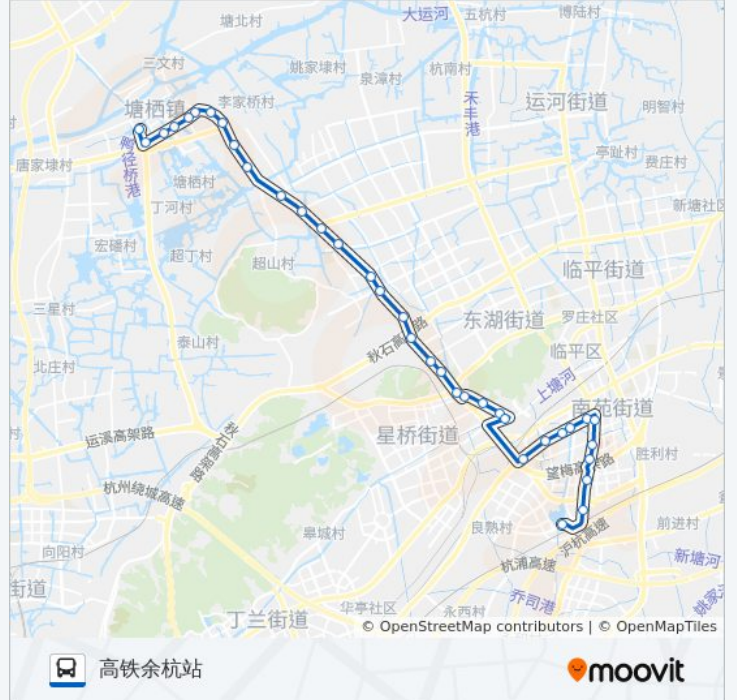 塘北村
大运河
五杭村
博陆村
三文村
姚家埭村
泉漳村
杭南村
塘栖镇
李家桥村
禾丰港
运河街道
明智村
唐家埭村
塘栖村
亭趾村
费庄村
丁河村
新塘社区
宏磻村
超丁村
超山村
临平街道
三星村
东湖街道
罗庄社区
泰山村
临平区
北庄村
上塘河
南苑街道
星桥街道
运溪高架路
秋石高架路
胜利村
杭州绕城高速
皋城村
良熟村
沪杭高速
前进村
向阳村
杭浦高速
新塘河
街道
乔司港
华亭社区
永西村
丁兰街道
© OpenStreetMap contributors | © OpenMapTiles
高铁余杭站
moovit